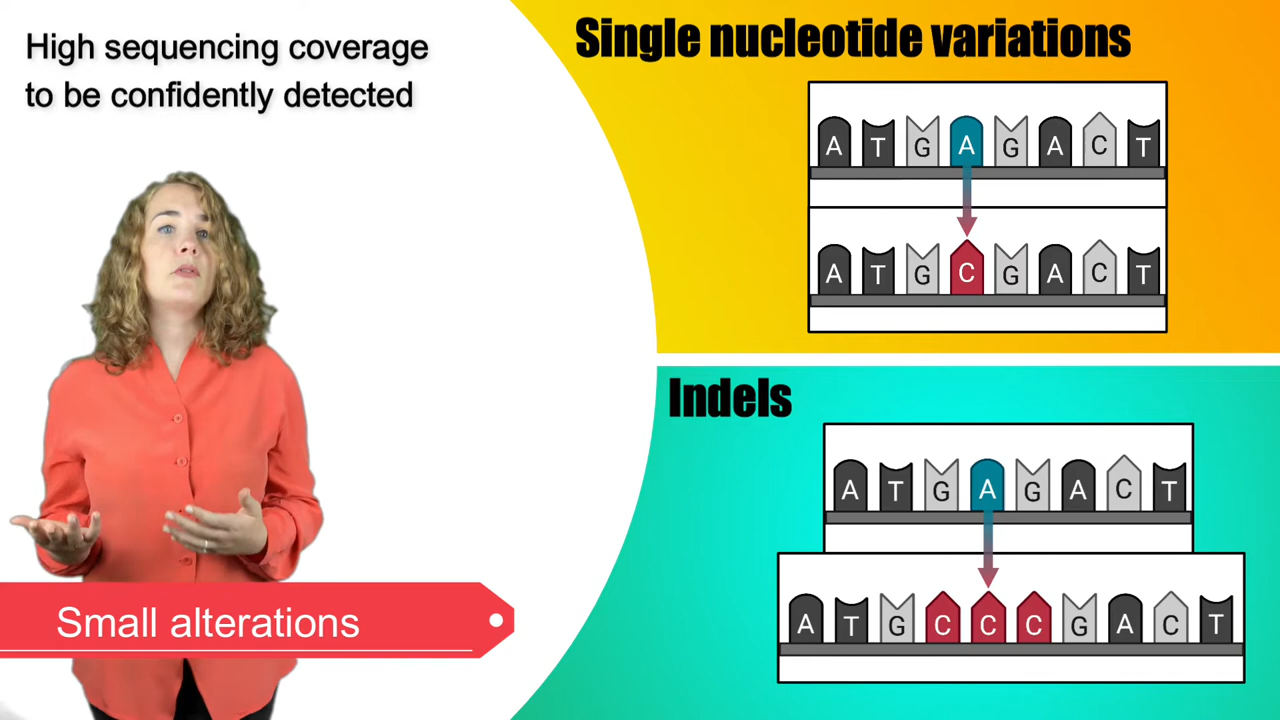 High sequencing coverage
to be confidently detected
Small alterations
Single nucleotide variations
A T G A G A C T
A T G C G A C T
Indels
A T G A G A C T
A T G C C C G A C T